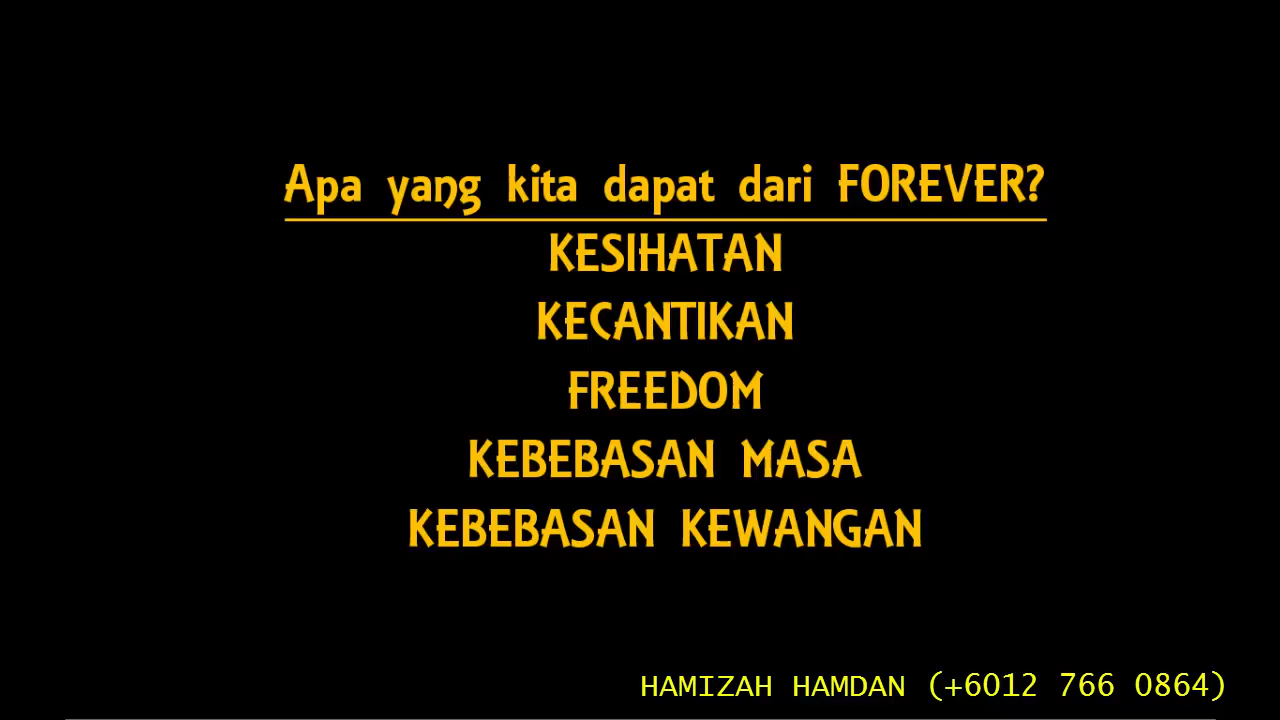 Apa yang kita dapat dari FOREVER?
KESIHATAN
KECANTIKAN
FREEDOM
KEBEBASAN MASA
KEBEBASAN KEWANGAN
HAMIZAH HAMDAN (+6012 766 0864)